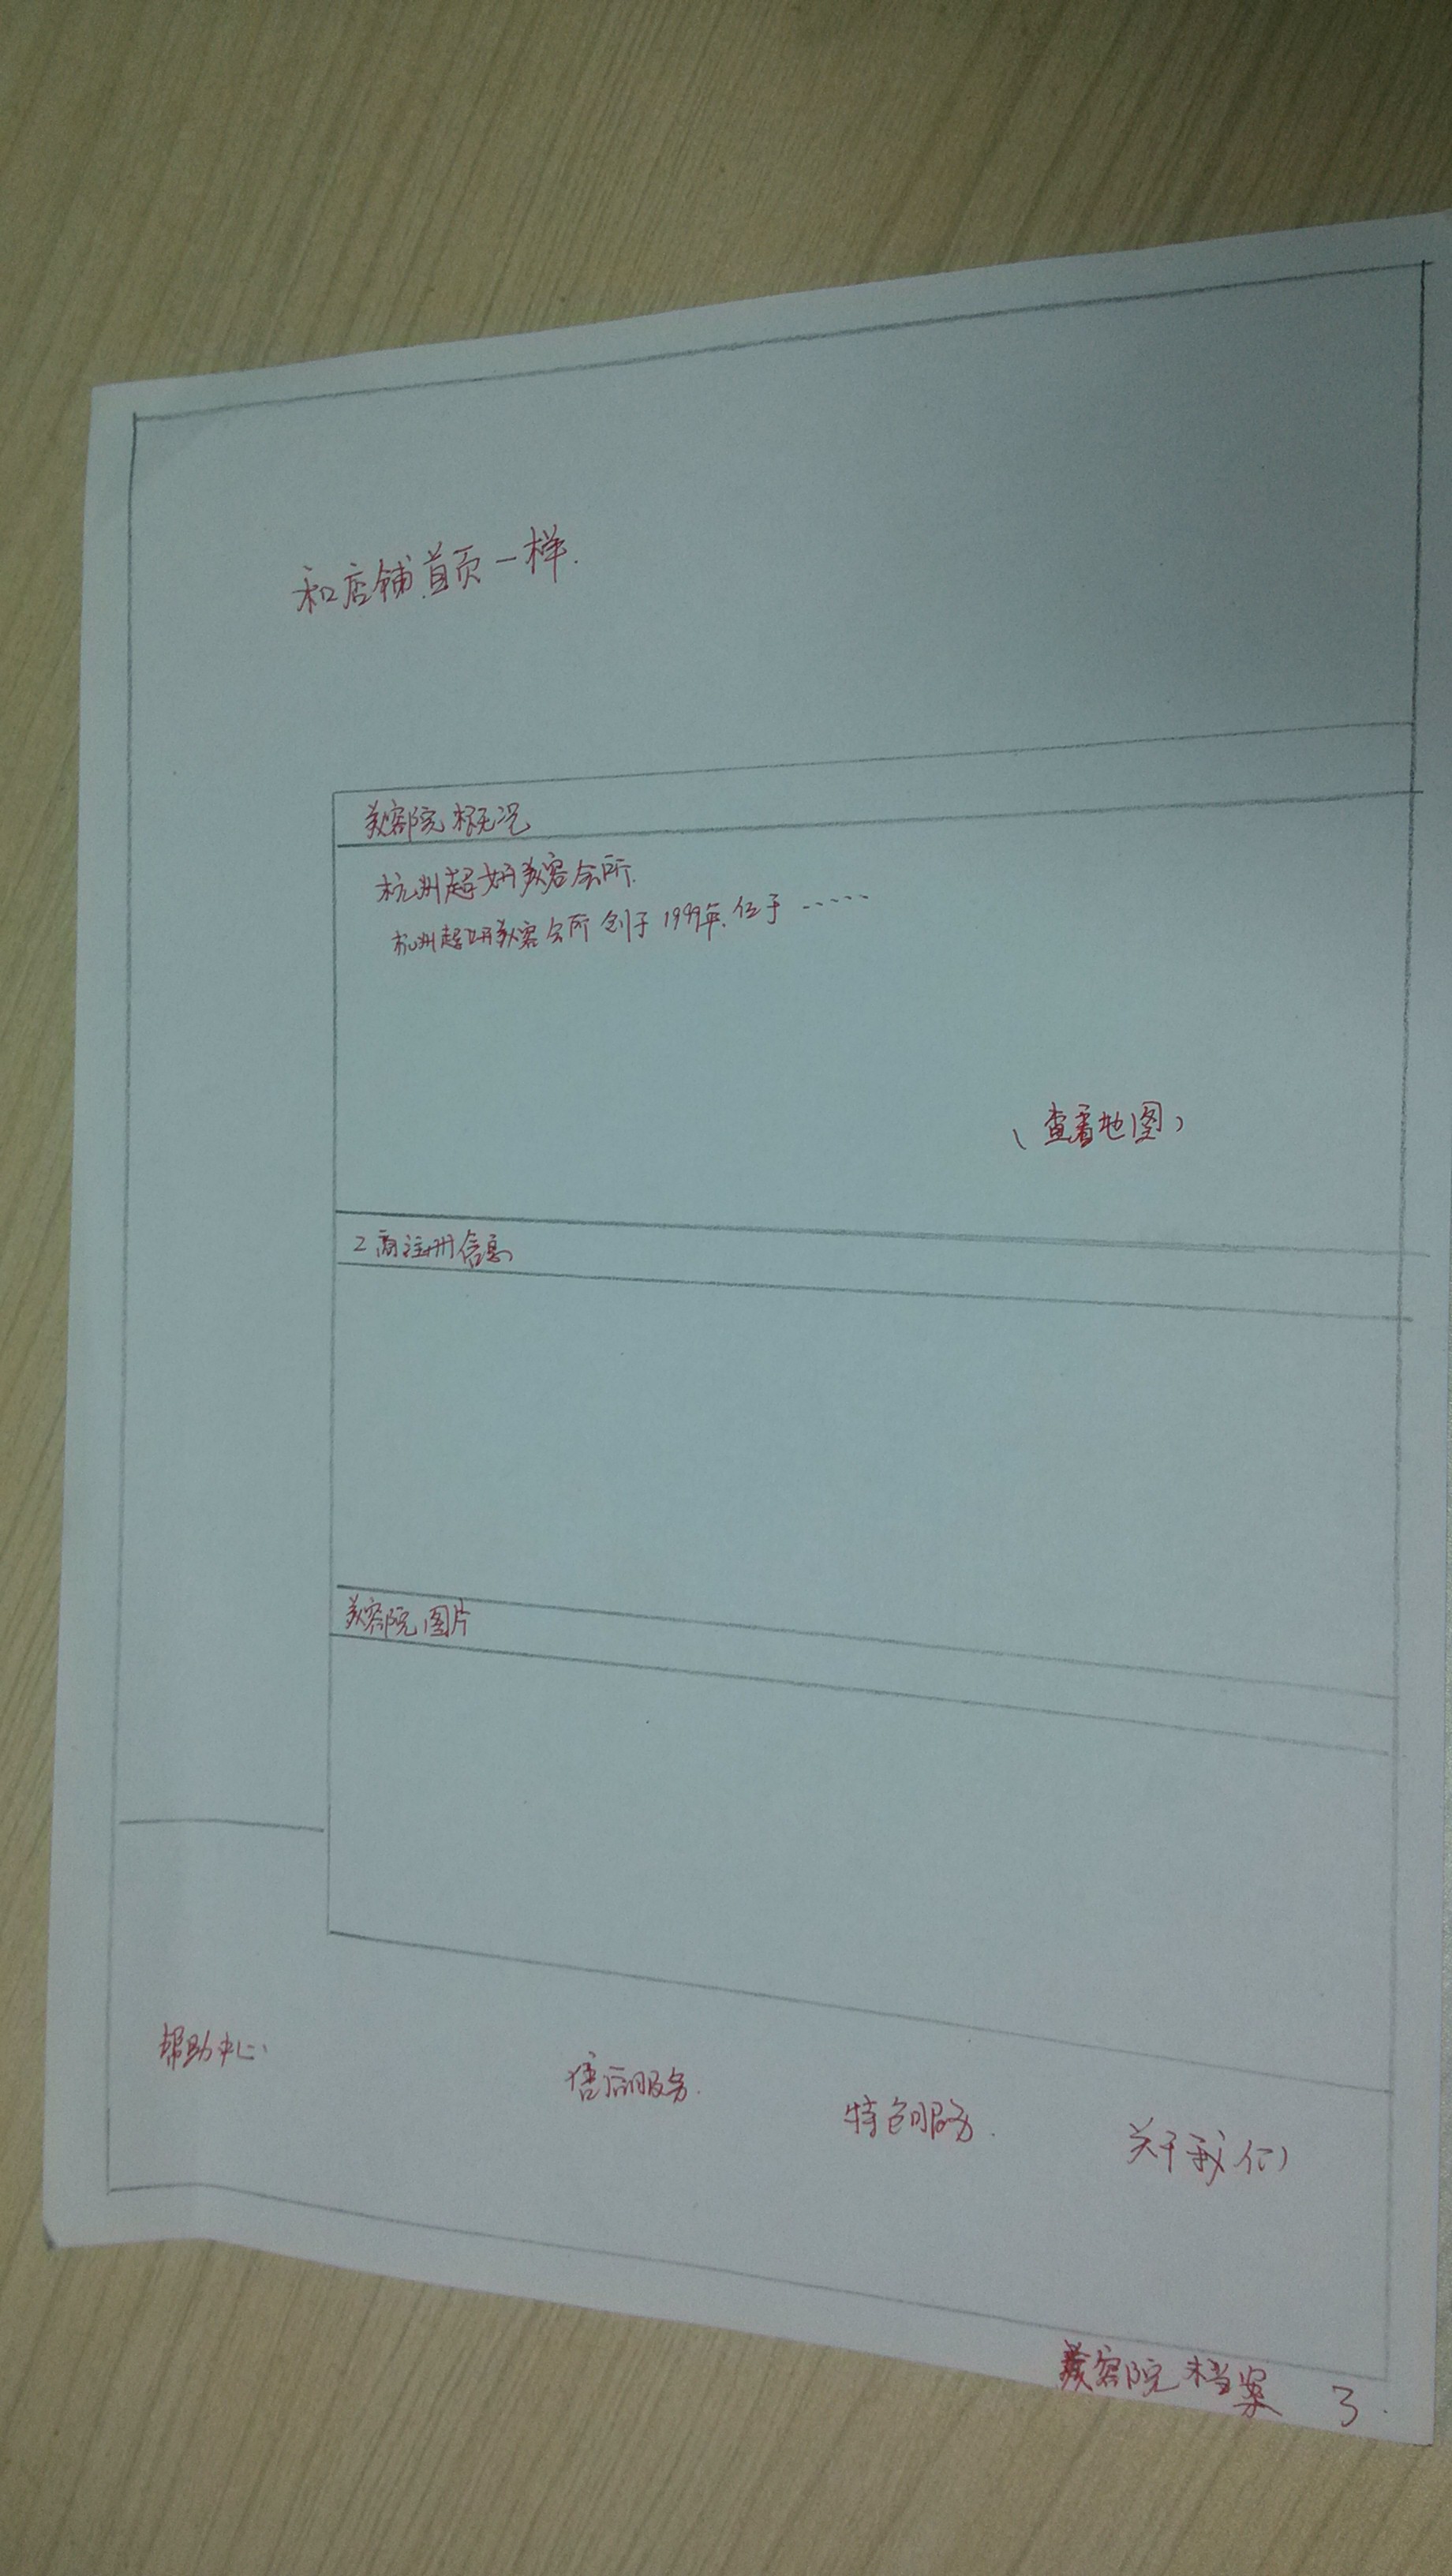 和店铺首页一样.
美容院概况
杭州超妍美容会所.
杭州超妍美容会所创于1999年.位于……
(查看地图)
工商注册信息
美容院图片
帮助中心.
售后服务.
特色服务.
关于我们
美容院档案 3.